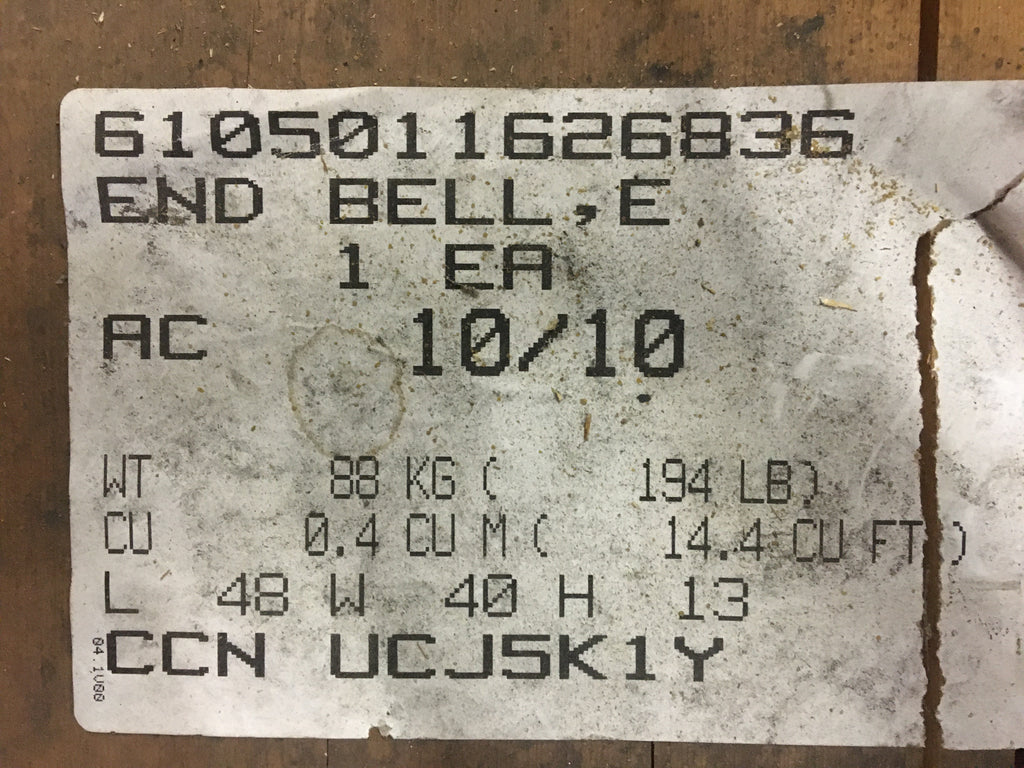 6105011626836
END BELL,E
1 EA
AC 10/10
WT 88 KG ( 194 LB)
CU 0.4 CU M ( 14.4 CU FT )
L 48 W 40 H 13
CCN UCJ5K1Y
04.1V00